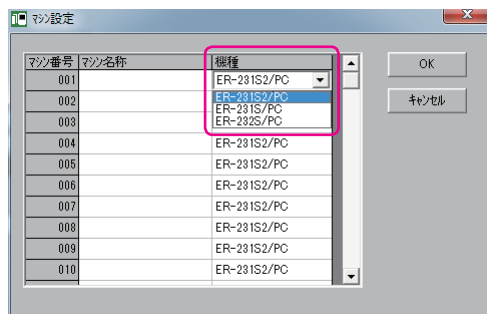 ﾏｼﾝ設定
ﾏｼﾝ番号 ﾏｼﾝ名称 機種
001 ER-231S2/PC
ER-231S2/PC
ER-231S/PC
ER-232S/PC
002
003
004 ER-231S2/PC
005 ER-231S2/PC
006 ER-231S2/PC
007 ER-231S2/PC
008 ER-231S2/PC
009 ER-231S2/PC
010 ER-231S2/PC
OK
ｷｬﾝｾﾙ